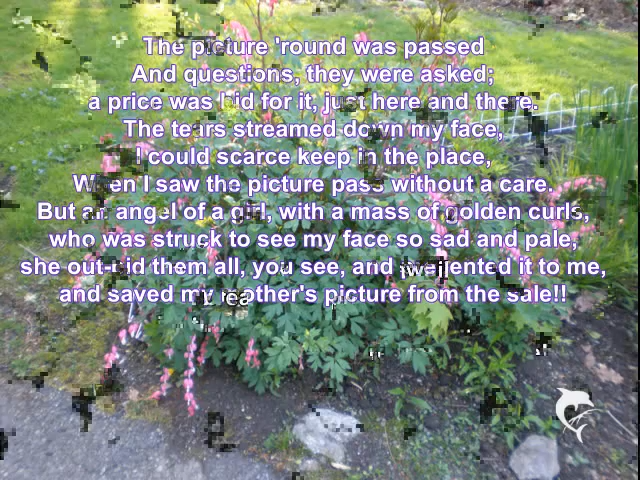 The picture 'round was passed
And questions, they were asked;
a price was bid for it, just here and there.
The tears streamed down my face,
I could scarce keep in the place,
When I saw the picture pass without a care.
But an angel of a girl, with a mass of golden curls,
who was struck to see my face so sad and pale,
she out-bid them all, you see, and presented it to me,
and saved my mother's picture from the sale!!